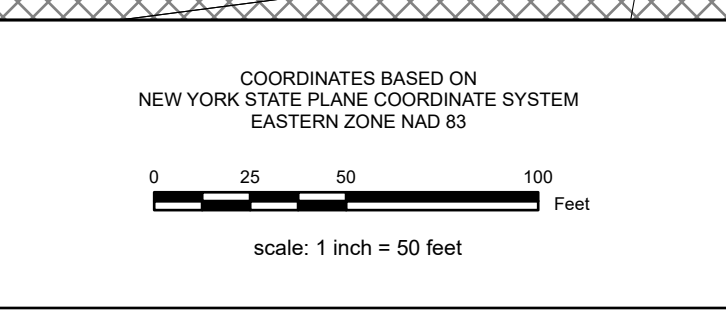 COORDINATES BASED ON
NEW YORK STATE PLANE COORDINATE SYSTEM
EASTERN ZONE NAD 83
0 25 50 100
Feet
scale: 1 inch = 50 feet